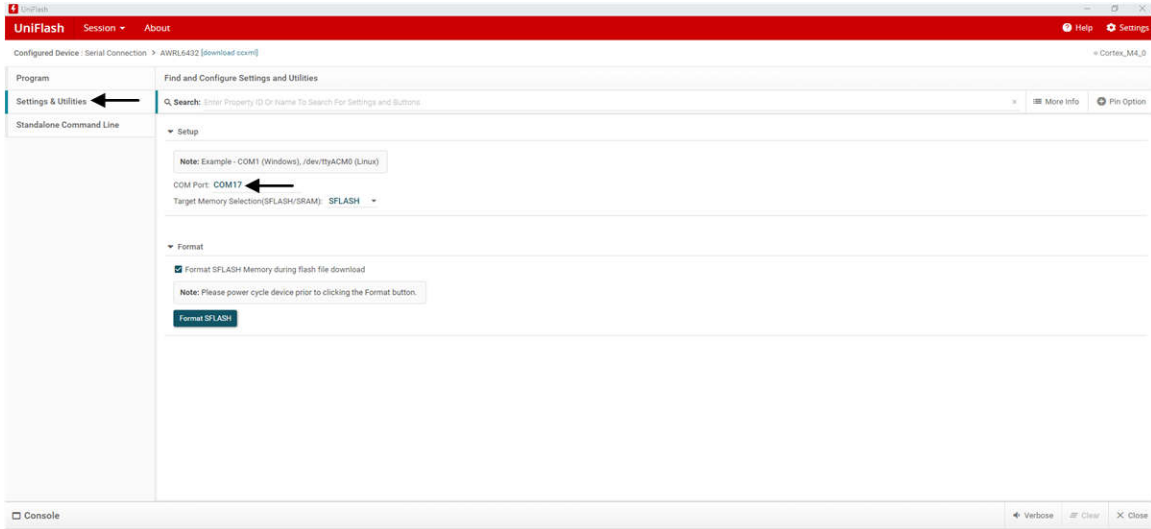 UniFlash
UniFlash Session About Help Settings
Configured Device : Serial Connection > AWRL6432 [download ccxml] Cortex_M4_0
Program
Settings & Utilities
Standalone Command Line
Find and Configure Settings and Utilities
Search: Enter Property ID Or Name To Search For Settings and Buttons × More Info Pin Option
Setup
Note: Example - COM1 (Windows), /dev/ttyACM0 (Linux)
COM Port: COM17
Target Memory Selection(SFLASH/SRAM): SFLASH
Format
Format SFLASH Memory during flash file download
Note: Please power cycle device prior to clicking the Format button.
Format SFLASH
Console Verbose Clear Close